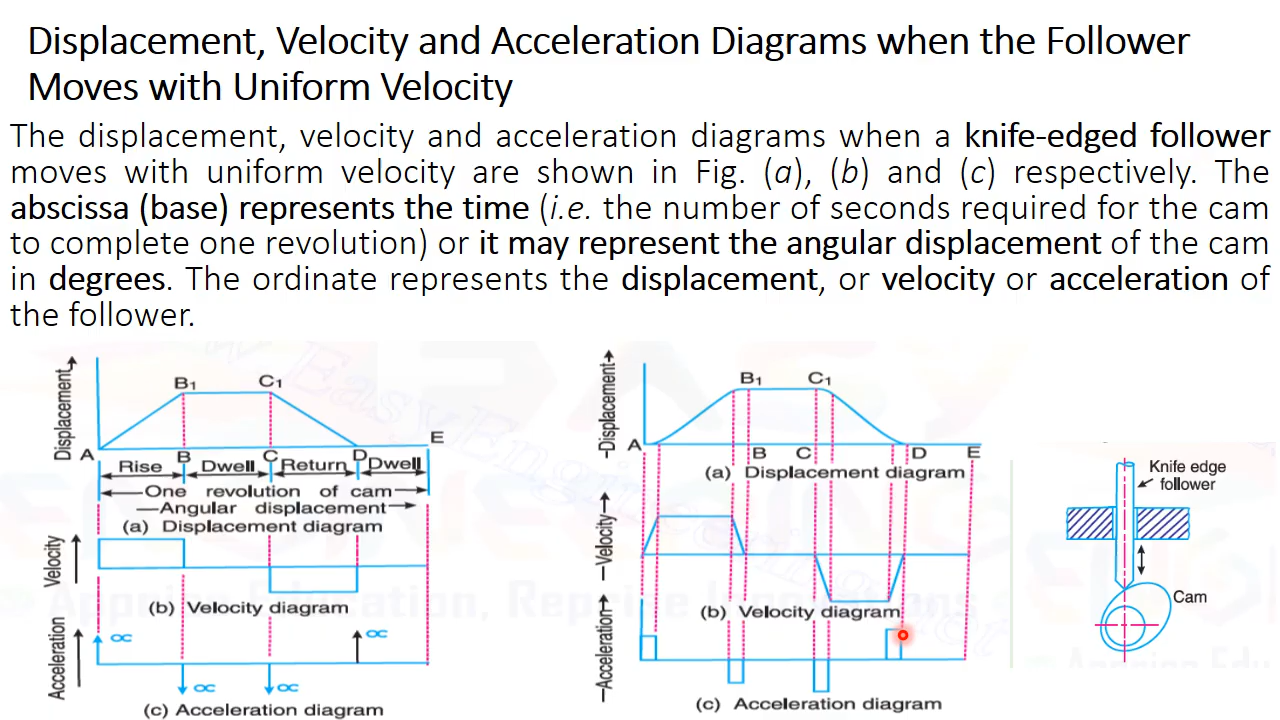 Displacement, Velocity and Acceleration Diagrams when the Follower
Moves with Uniform Velocity
The displacement, velocity and acceleration diagrams when a knife-edged follower
moves with uniform velocity are shown in Fig. (a), (b) and (c) respectively. The
abscissa (base) represents the time (i.e. the number of seconds required for the cam
to complete one revolution) or it may represent the angular displacement of the cam
in degrees. The ordinate represents the displacement, or velocity or acceleration of
the follower.
Displacement
B1
C1
A
B
C
D
E
Rise
Dwell
Return
Dwell
One revolution of cam
Angular displacement
(a) Displacement diagram
Velocity
(b) Velocity diagram
Acceleration
∝
∝
∝
∝
(c) Acceleration diagram
Displacement
B1
C1
A
B
C
D
E
(a) Displacement diagram
Velocity
(b) Velocity diagram
Acceleration
(c) Acceleration diagram
Knife edge
follower
Cam